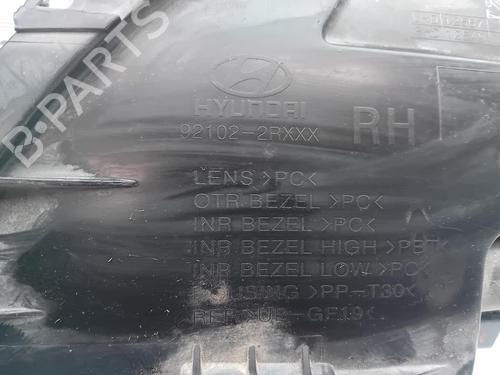 HYUNDAI
92102-2RXXX
RH
LENS >PC<
OTR BEZEL >PC<
INR BEZEL >PC<
INR BEZEL HIGH >PBT<
INR BEZEL LOW >PC<
>PP-T30<
B-PARTS